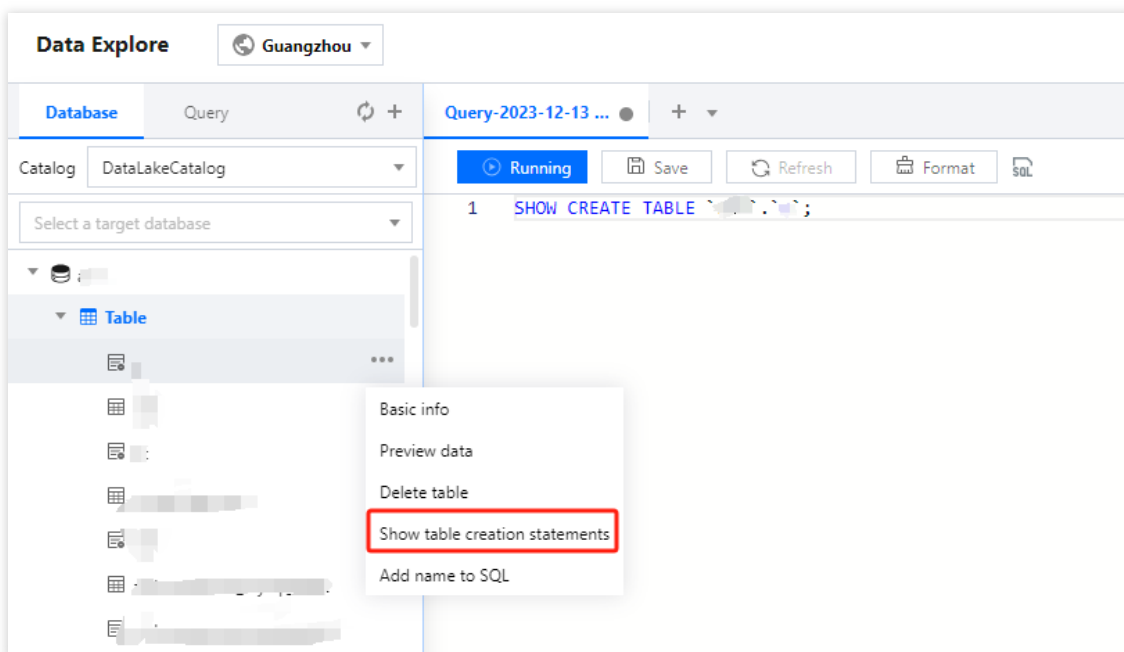 Data Explore
Guangzhou
Database
Query
Query-2023-12-13 ...
Catalog
DataLakeCatalog
Running
Save
Refresh
Format
SQL
Select a target database
1 SHOW CREATE TABLE ` `.` `;
Table
Basic info
Preview data
Delete table
Show table creation statements
Add name to SQL